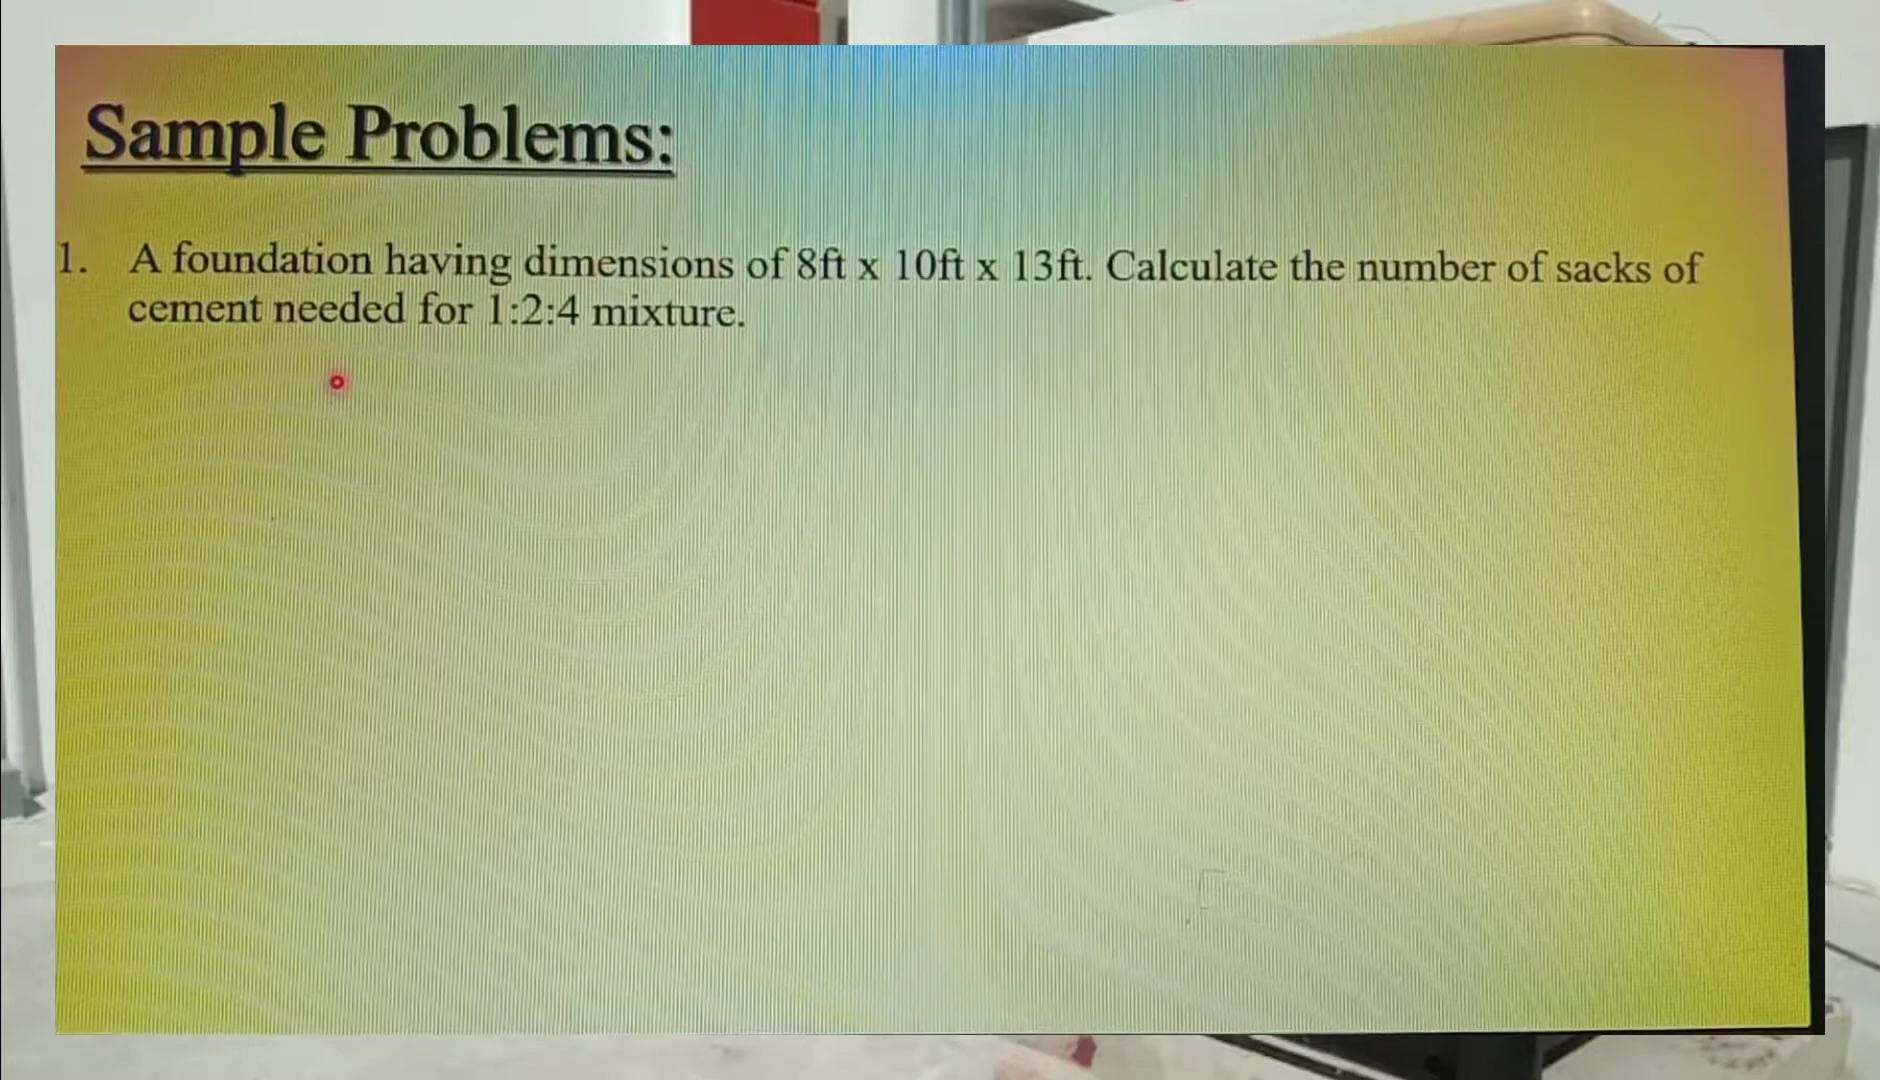 Sample Problems:
1. A foundation having dimensions of 8ft x 10ft x 13ft. Calculate the number of sacks of
cement needed for 1:2:4 mixture.